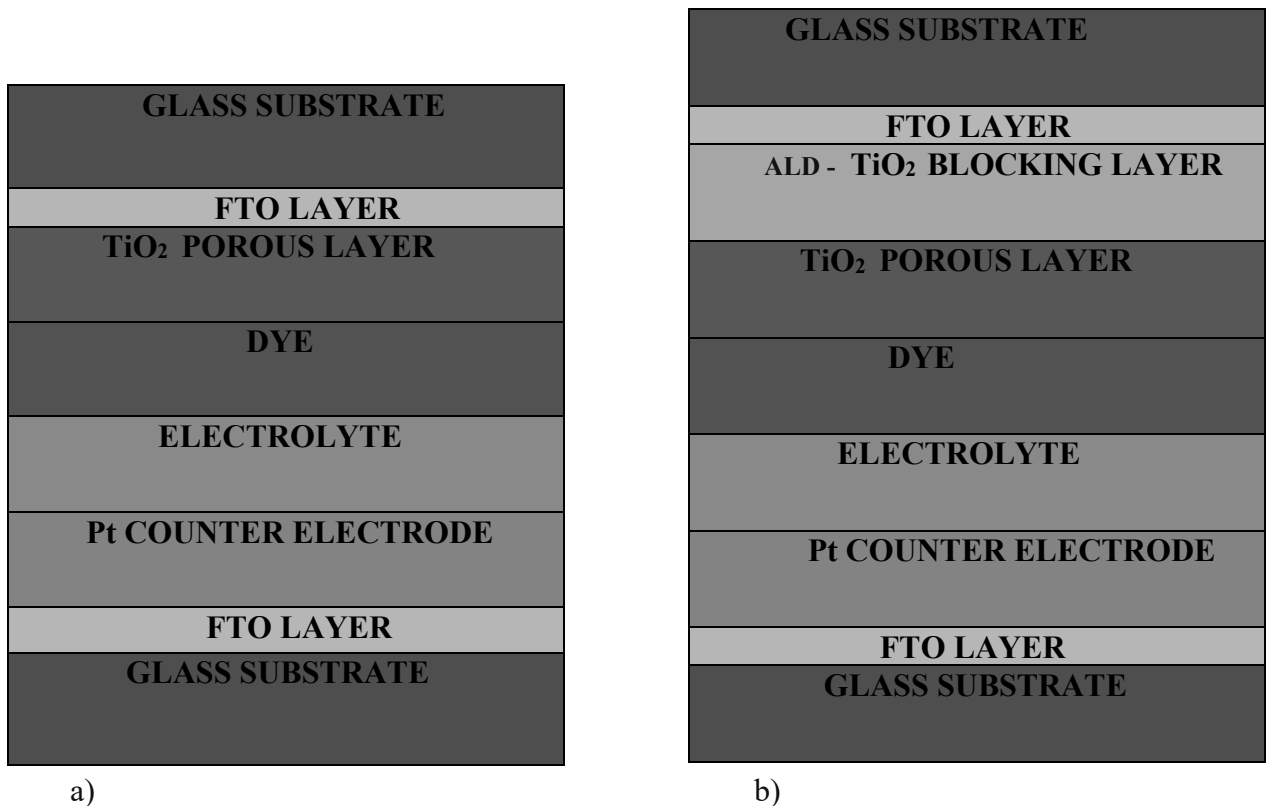 GLASS SUBSTRATE
FTO LAYER
TiO₂ POROUS LAYER
DYE
ELECTROLYTE
Pt COUNTER ELECTRODE
FTO LAYER
GLASS SUBSTRATE
a)
GLASS SUBSTRATE
FTO LAYER
ALD - TiO₂ BLOCKING LAYER
TiO₂ POROUS LAYER
DYE
ELECTROLYTE
Pt COUNTER ELECTRODE
FTO LAYER
GLASS SUBSTRATE
b)